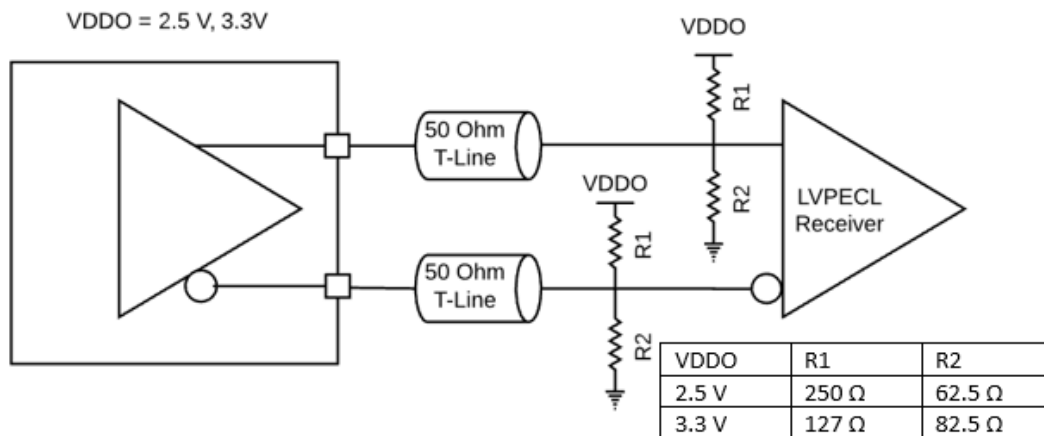 VDDO = 2.5 V, 3.3V
VDDO
R1
50 Ohm
T-Line
R2
LVPECL
Receiver
VDDO
R1
50 Ohm
T-Line
R2
VDDO R1 R2
2.5 V 250 Ω 62.5 Ω
3.3 V 127 Ω 82.5 Ω